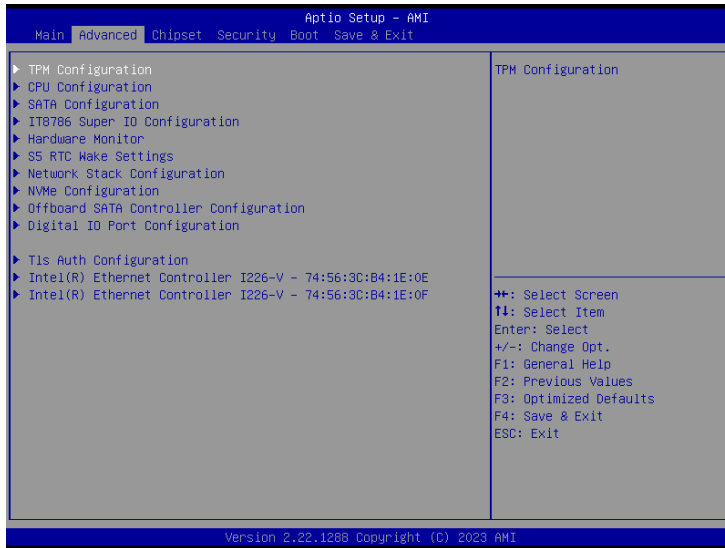 Aptio Setup - AMI
Main Advanced Chipset Security Boot Save & Exit
TPM Configuration
CPU Configuration
SATA Configuration
IT8786 Super IO Configuration
Hardware Monitor
S5 RTC Wake Settings
Network Stack Configuration
NVMe Configuration
Offboard SATA Controller Configuration
Digital IO Port Configuration
Tls Auth Configuration
Intel(R) Ethernet Controller I226-V - 74:56:3C:B4:1E:0E
Intel(R) Ethernet Controller I226-V - 74:56:3C:B4:1E:0F
TPM Configuration
→←: Select Screen
↑↓: Select Item
Enter: Select
+/-: Change Opt.
F1: General Help
F2: Previous Values
F3: Optimized Defaults
F4: Save & Exit
ESC: Exit
Version 2.22.1288 Copyright (C) 2023 AMI